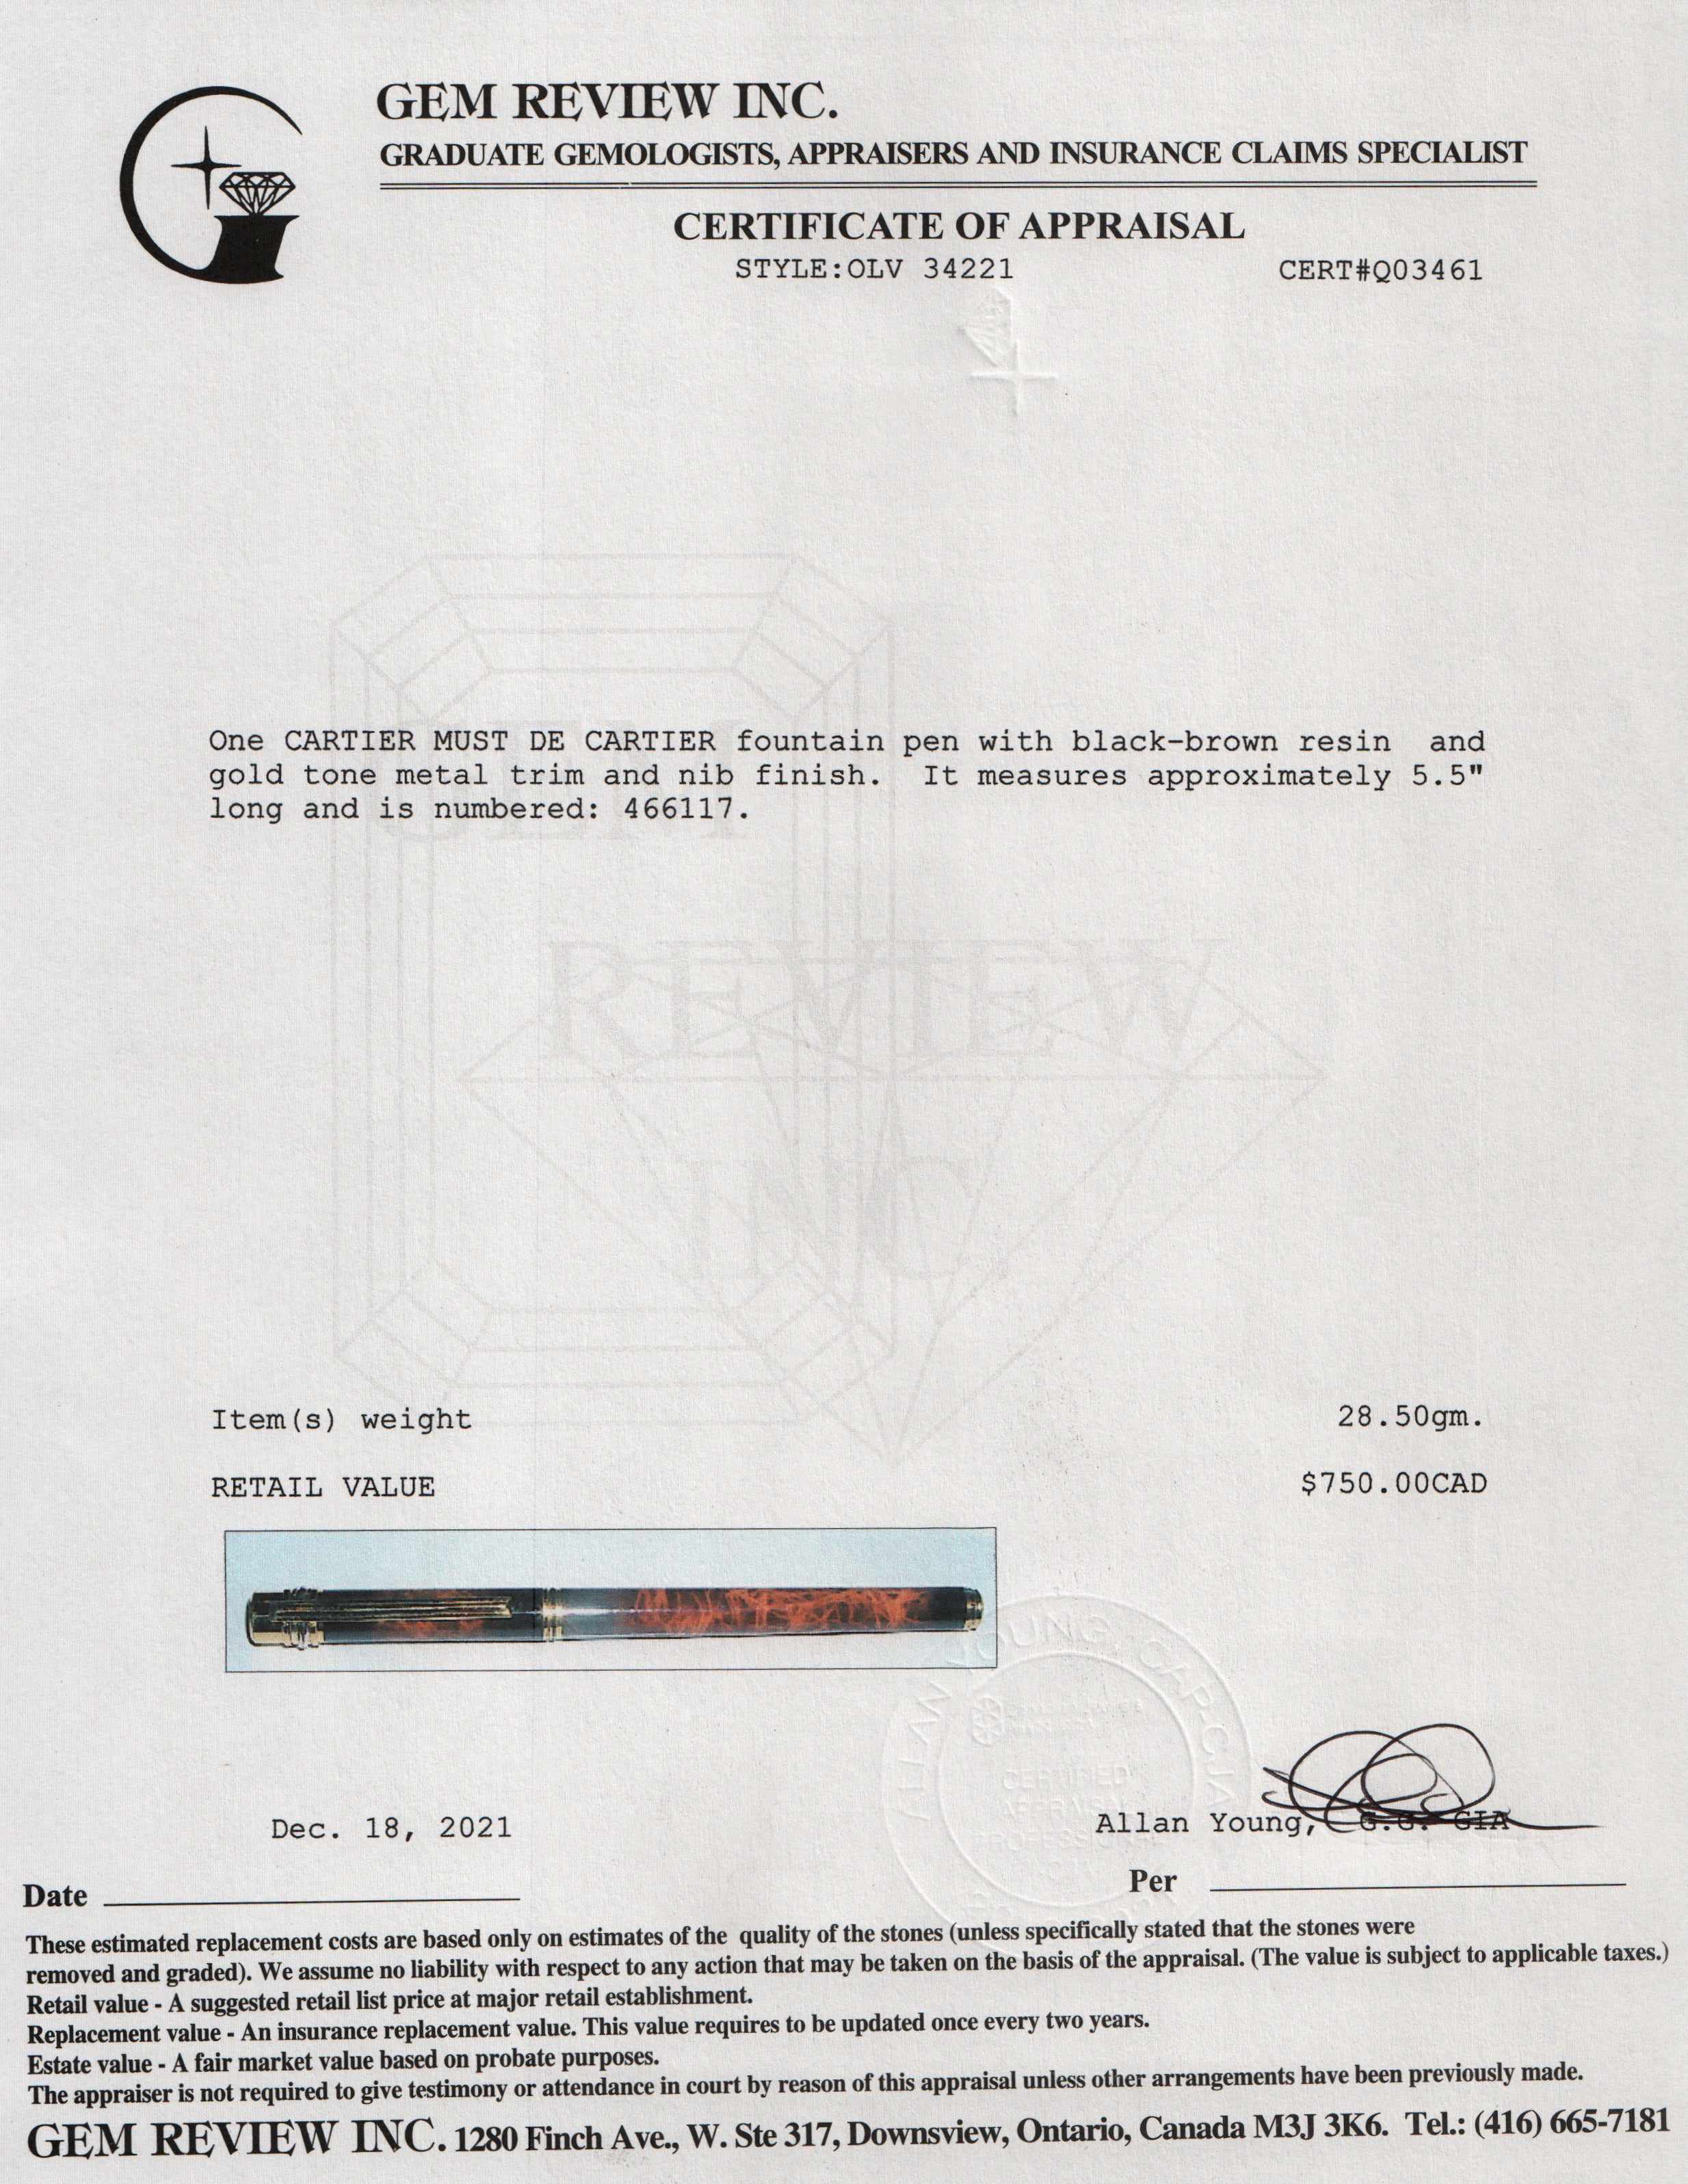 GEM REVIEW INC.
GRADUATE GEMOLOGISTS, APPRAISERS AND INSURANCE CLAIMS SPECIALIST
CERTIFICATE OF APPRAISAL
STYLE:OLV 34221
CERT#Q03461
GEM
One CARTIER MUST DE CARTIER fountain pen with black-brown resin and
gold tone metal trim and nib finish. It measures approximately 5.5"
long and is numbered: 466117.
REVIEW
INC.
Item(s) weight 28.50gm.
RETAIL VALUE $750.00CAD
ALLAN YOUNG, CAP-CJA
CERTIFIED
Dec. 18, 2021
Allan Young, G.G. GIA
Date
Per
These estimated replacement costs are based only on estimates of the quality of the stones (unless specifically stated that the stones were
removed and graded). We assume no liability with respect to any action that may be taken on the basis of the appraisal. (The value is subject to applicable taxes.)
Retail value - A suggested retail list price at major retail establishment.
Replacement value - An insurance replacement value. This value requires to be updated once every two years.
Estate value - A fair market value based on probate purposes.
The appraiser is not required to give testimony or attendance in court by reason of this appraisal unless other arrangements have been previously made.
GEM REVIEW INC. 1280 Finch Ave., W. Ste 317, Downsview, Ontario, Canada M3J 3K6. Tel.: (416) 665-7181